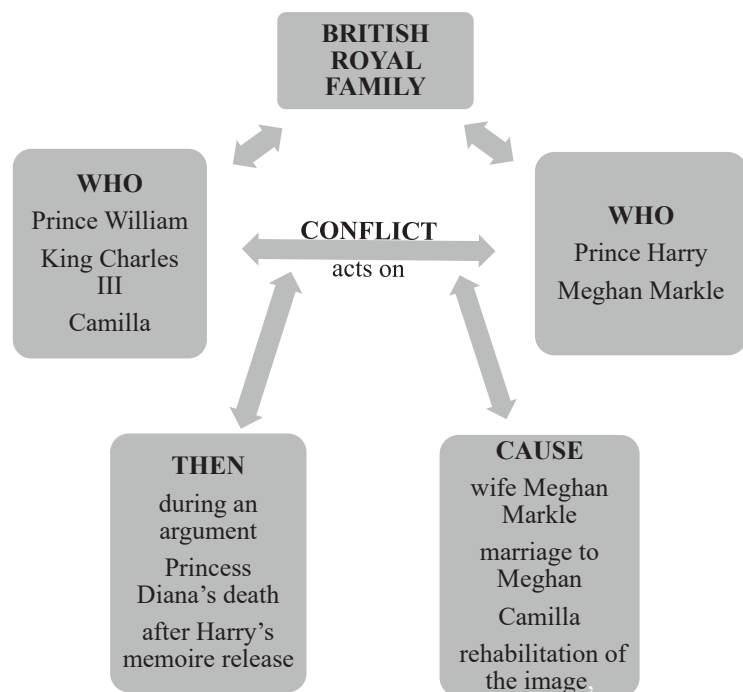 BRITISH
ROYAL
FAMILY
WHO
Prince William
King Charles
III
Camilla
CONFLICT
acts on
WHO
Prince Harry
Meghan Markle
THEN
during an
argument
Princess
Diana’s death
after Harry’s
memoire release
CAUSE
wife Meghan
Markle
marriage to
Meghan
Camilla
rehabilitation of
the image,